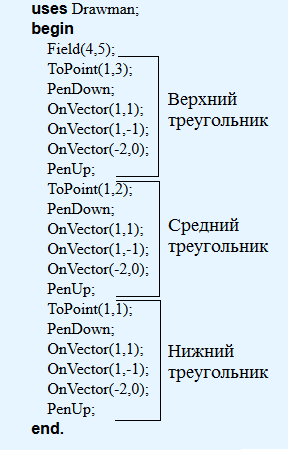 uses Drawman;
begin
Field(4,5);
ToPoint(1,3);
PenDown;
OnVector(1,1);
OnVector(1,-1);
OnVector(-2,0);
PenUp;
Верхний
треугольник
ToPoint(1,2);
PenDown;
OnVector(1,1);
OnVector(1,-1);
OnVector(-2,0);
PenUp;
Средний
треугольник
ToPoint(1,1);
PenDown;
OnVector(1,1);
OnVector(1,-1);
OnVector(-2,0);
PenUp;
Нижний
треугольник
end.